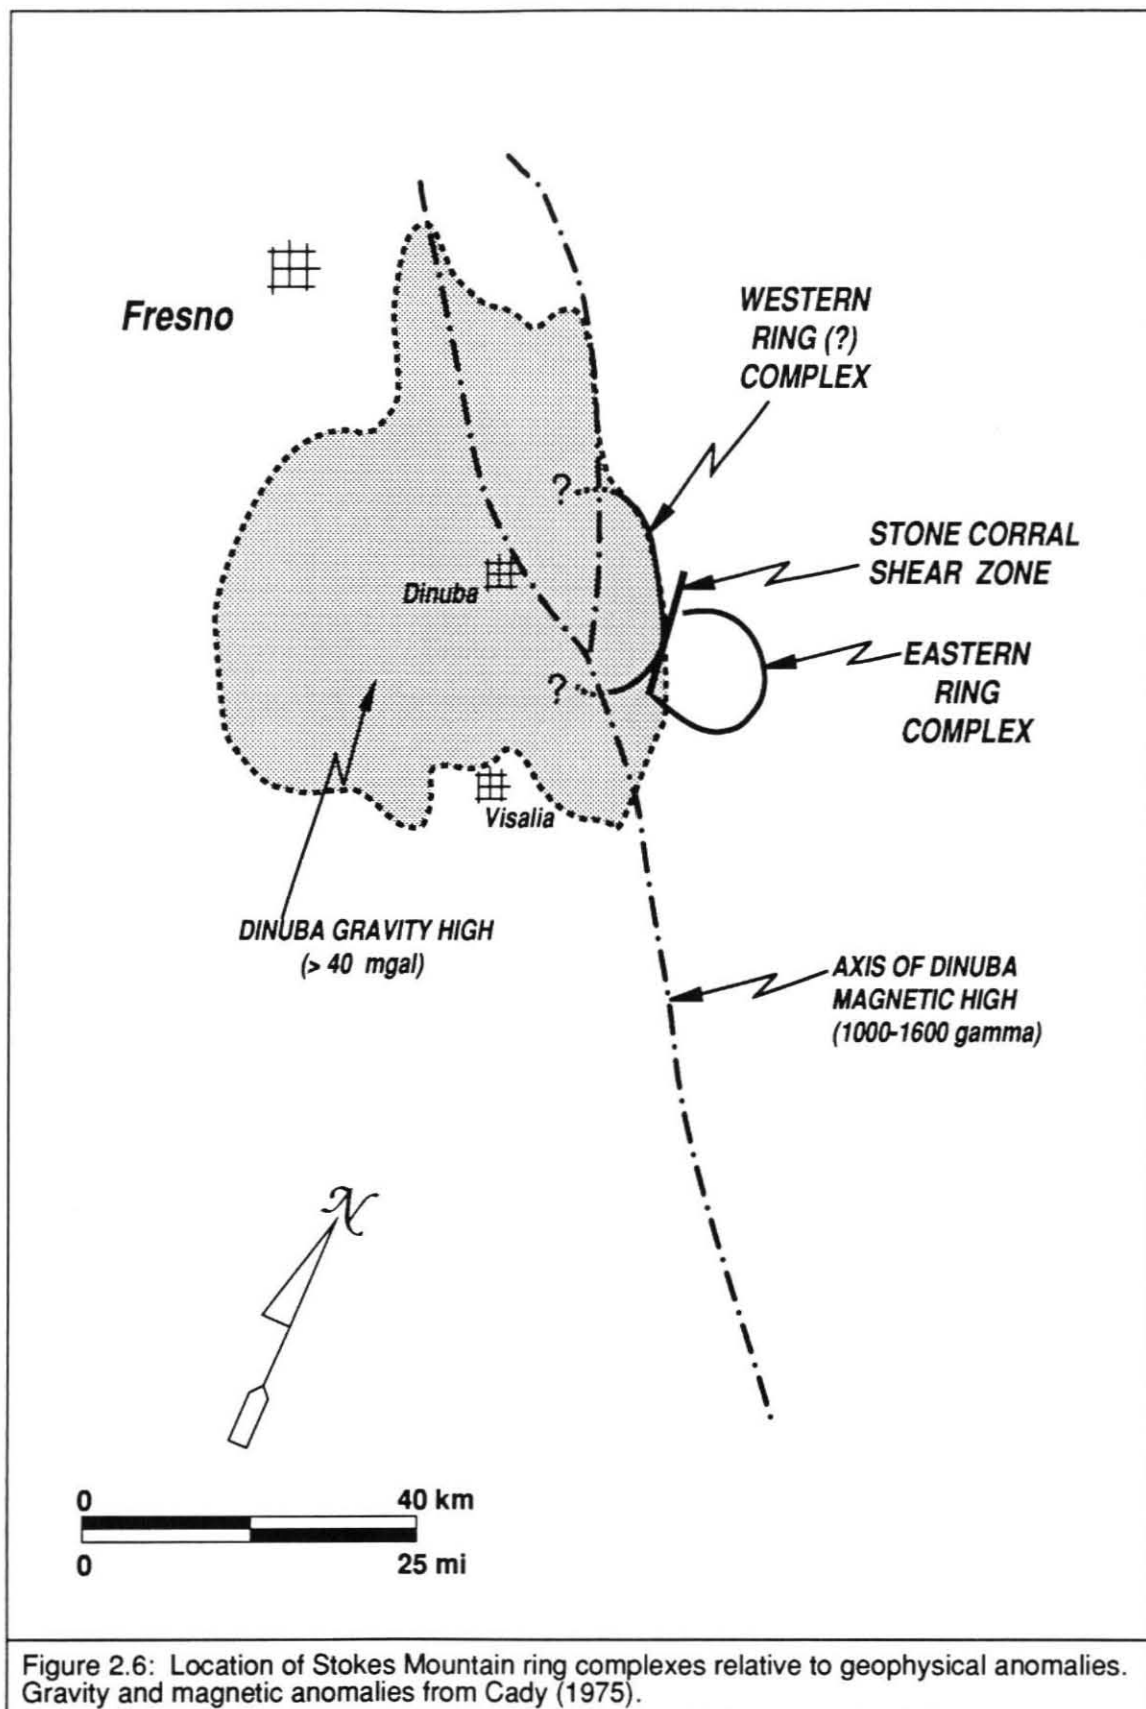 Fresno
WESTERN
RING (?)
COMPLEX
?
STONE CORRAL
SHEAR ZONE
Dinuba
EASTERN
RING
COMPLEX
?
Visalia
DINUBA GRAVITY HIGH
(> 40 mgal)
AXIS OF DINUBA
MAGNETIC HIGH
(1000-1600 gamma)
N
0 40 km
0 25 mi
Figure 2.6: Location of Stokes Mountain ring complexes relative to geophysical anomalies.
Gravity and magnetic anomalies from Cady (1975).